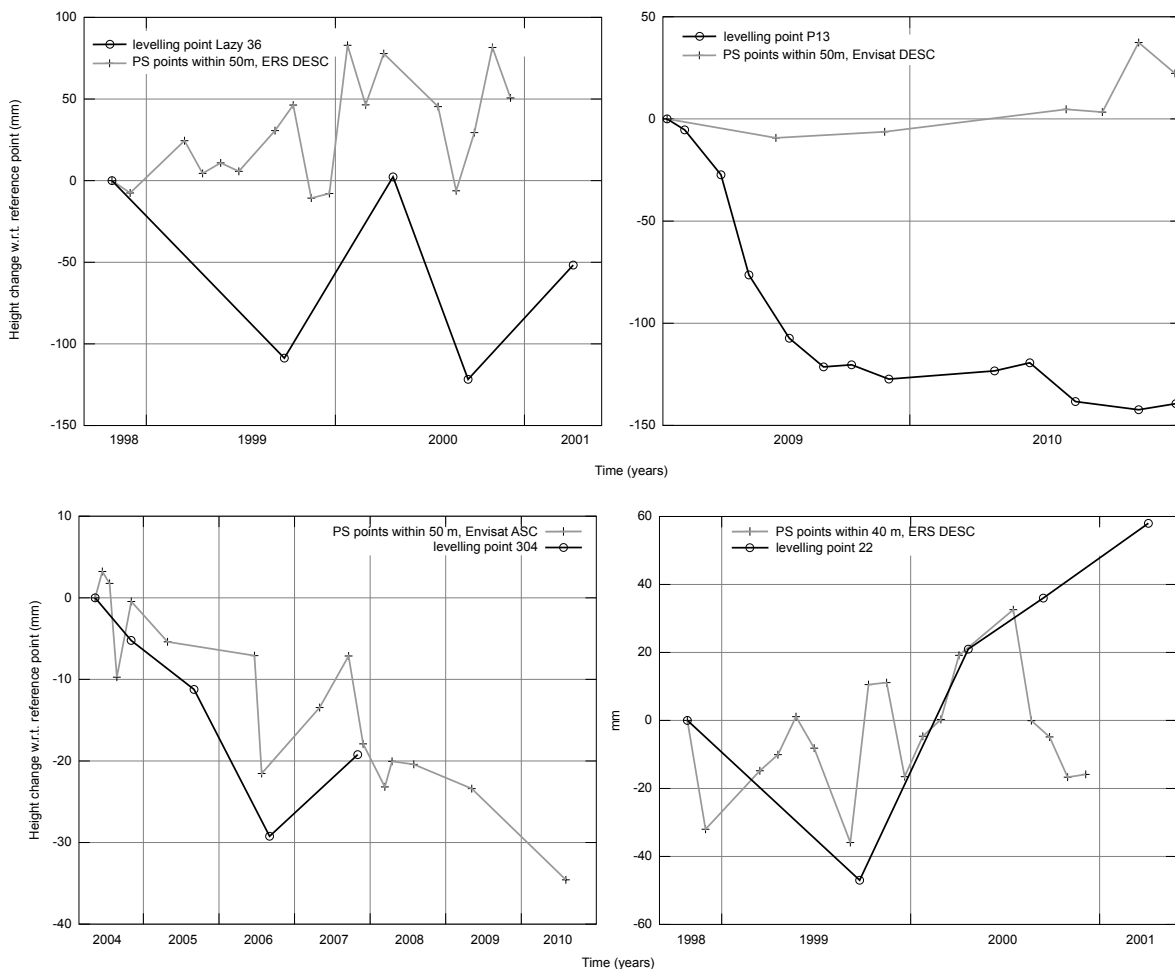 100
50
0
-50
-100
-150
Height change w.r.t. reference point (mm)
levelling point Lazy 36
PS points within 50m, ERS DESC
1998 1999 2000 2001
50
0
-50
-100
-150
levelling point P13
PS points within 50m, Envisat DESC
2009 2010
Time (years)
10
0
-10
-20
-30
-40
Height change w.r.t. reference point (mm)
PS points within 50 m, Envisat ASC
levelling point 304
2004 2005 2006 2007 2008 2009 2010
60
40
20
0
-20
-40
-60
mm
PS points within 40 m, ERS DESC
levelling point 22
1998 1999 2000 2001
Time (years)